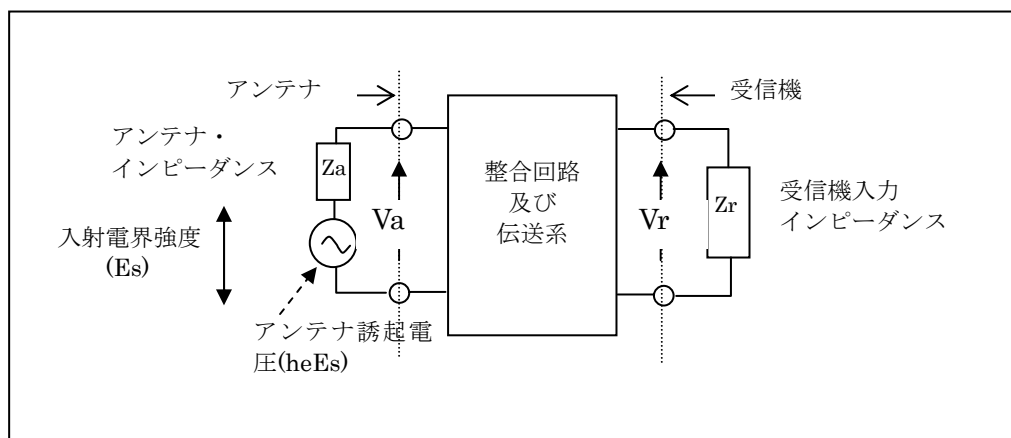 アンテナ
受信機
アンテナ・
インピーダンス
Za
入射電界強度
(Es)
Va
整合回路
及び
伝送系
Vr
Zr
受信機入力
インピーダンス
アンテナ誘起電
圧(heEs)